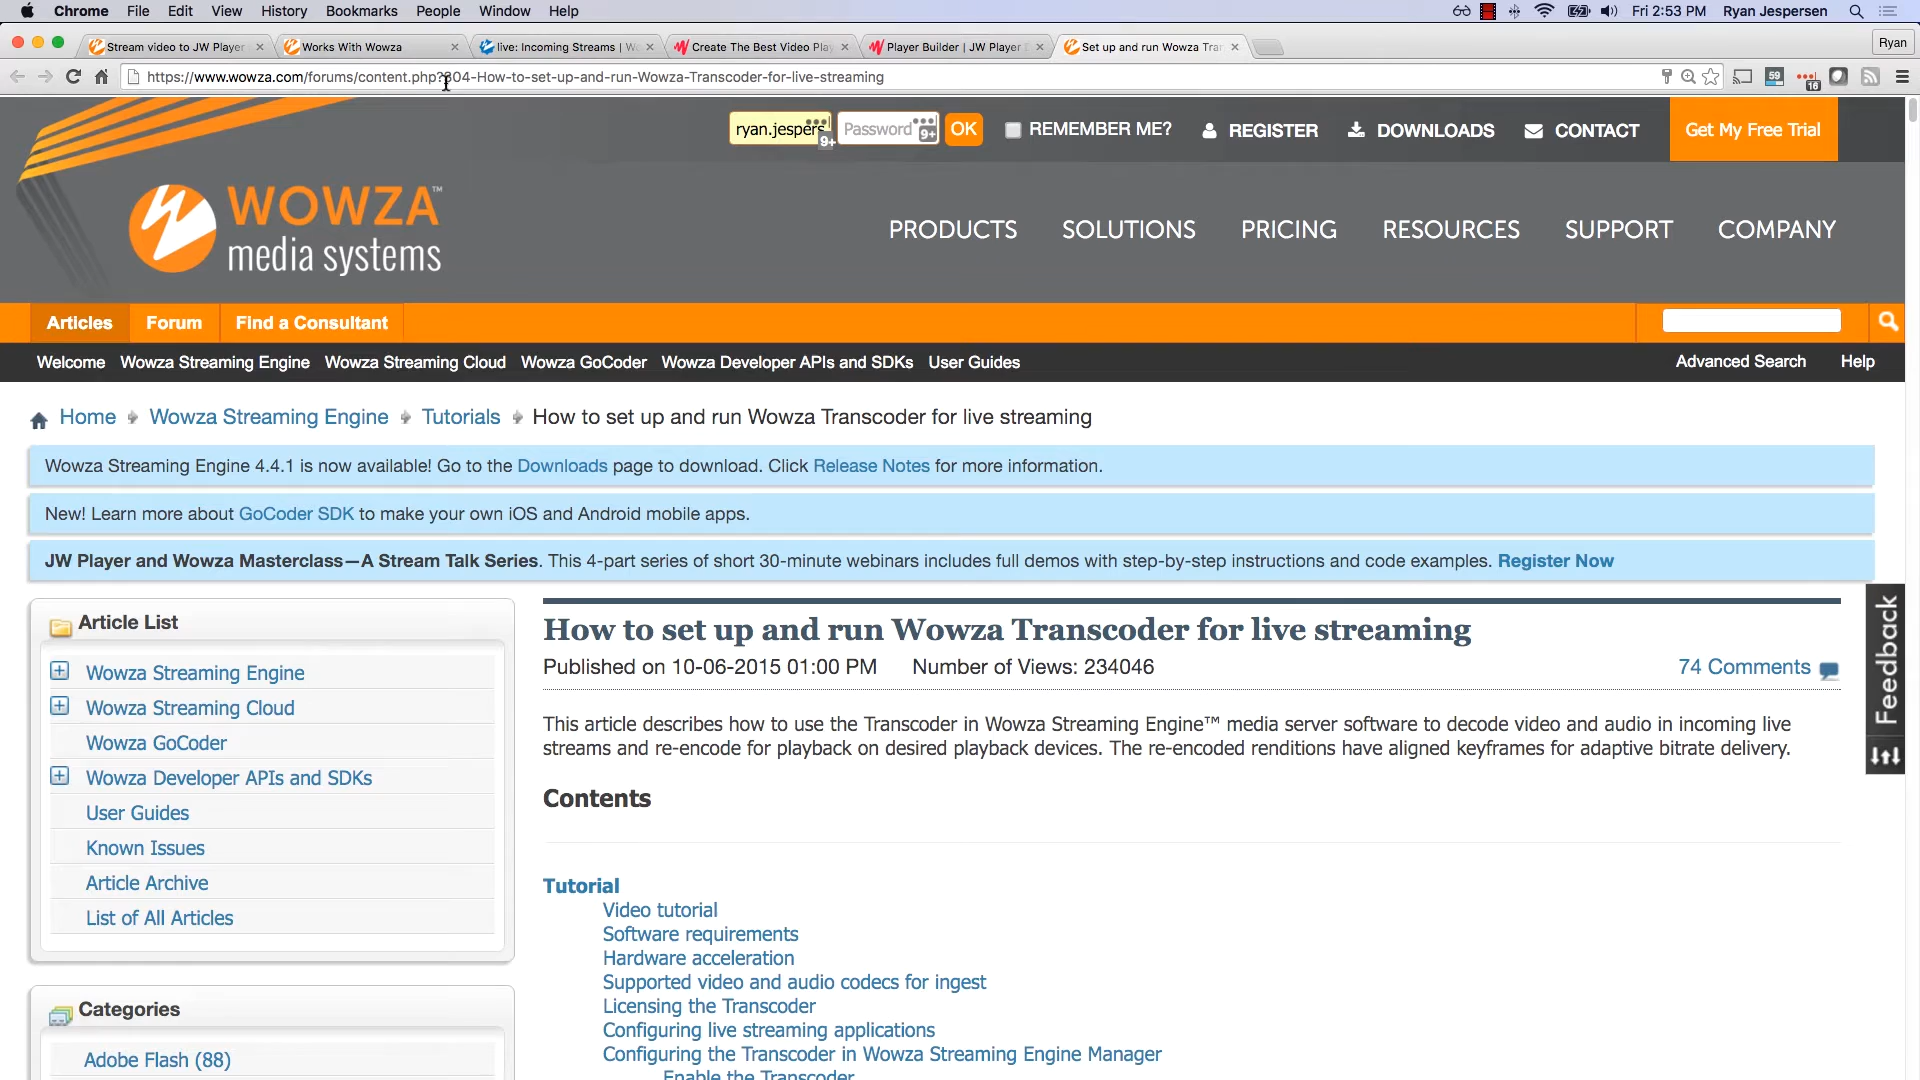 Chrome File Edit View History Bookmarks People Window Help Fri 2:53 PM Ryan Jespersen
Stream video to JW Player Works With Wowza live: Incoming Streams | Create The Best Video Play Player Builder | JW Player Set up and run Wowza Tran Ryan
https://www.wowza.com/forums/content.php?304-How-to-set-up-and-run-Wowza-Transcoder-for-live-streaming 59 16
ryan.jespers 9+ Password 9+ OK REMEMBER ME? REGISTER DOWNLOADS CONTACT Get My Free Trial
WOWZA™
media systems
PRODUCTS SOLUTIONS PRICING RESOURCES SUPPORT COMPANY
Articles Forum Find a Consultant
Welcome Wowza Streaming Engine Wowza Streaming Cloud Wowza GoCoder Wowza Developer APIs and SDKs User Guides Advanced Search Help
Home Wowza Streaming Engine Tutorials How to set up and run Wowza Transcoder for live streaming
Wowza Streaming Engine 4.4.1 is now available! Go to the Downloads page to download. Click Release Notes for more information.
New! Learn more about GoCoder SDK to make your own iOS and Android mobile apps.
JW Player and Wowza Masterclass—A Stream Talk Series. This 4-part series of short 30-minute webinars includes full demos with step-by-step instructions and code examples. Register Now
Feedback
Article List
Wowza Streaming Engine
Wowza Streaming Cloud
Wowza GoCoder
Wowza Developer APIs and SDKs
User Guides
Known Issues
Article Archive
List of All Articles
Categories
Adobe Flash (88)
How to set up and run Wowza Transcoder for live streaming
Published on 10-06-2015 01:00 PM Number of Views: 234046 74 Comments
This article describes how to use the Transcoder in Wowza Streaming Engine™ media server software to decode video and audio in incoming live
streams and re-encode for playback on desired playback devices. The re-encoded renditions have aligned keyframes for adaptive bitrate delivery.
Contents
Tutorial
Video tutorial
Software requirements
Hardware acceleration
Supported video and audio codecs for ingest
Licensing the Transcoder
Configuring live streaming applications
Configuring the Transcoder in Wowza Streaming Engine Manager
Enable the Transcoder